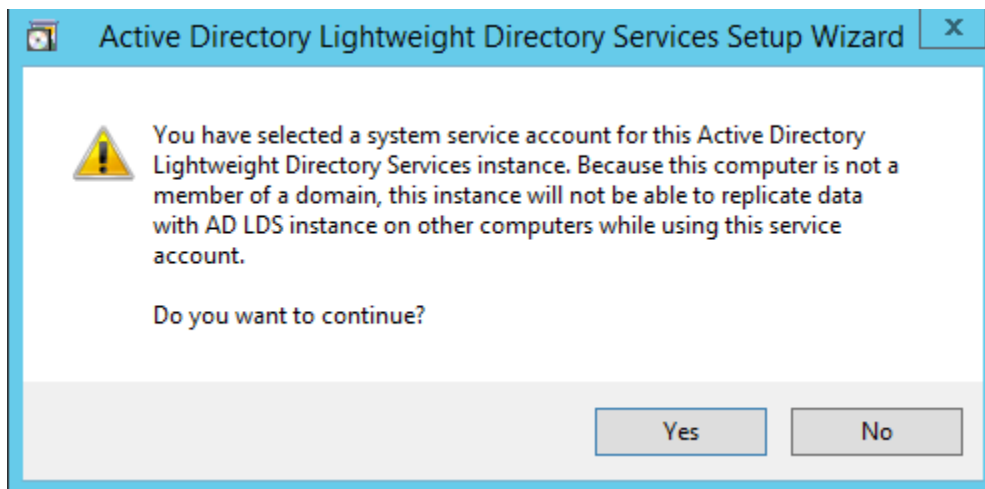 Active Directory Lightweight Directory Services Setup Wizard
You have selected a system service account for this Active Directory
Lightweight Directory Services instance. Because this computer is not a
member of a domain, this instance will not be able to replicate data
with AD LDS instance on other computers while using this service
account.
Do you want to continue?
Yes
No